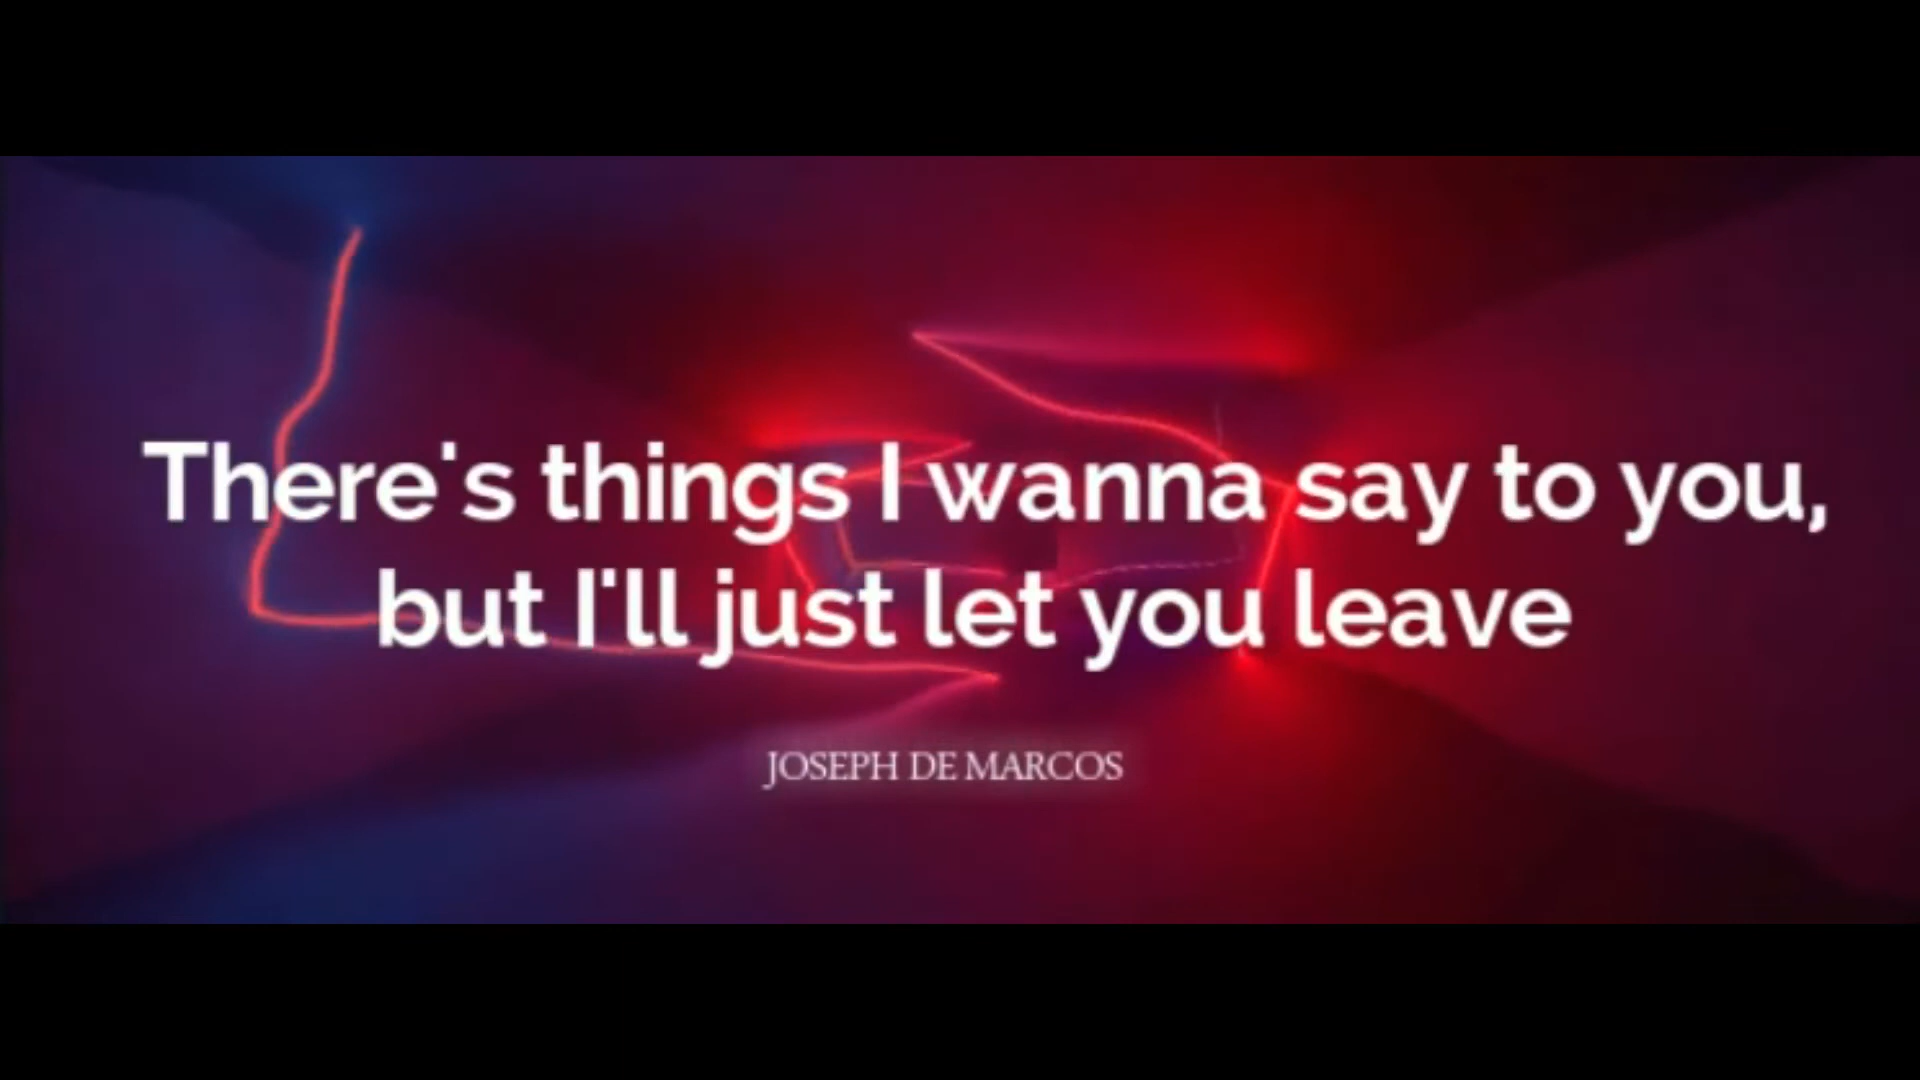 There's things I wanna say to you,
but I'll just let you leave
JOSEPH DE MARCOS